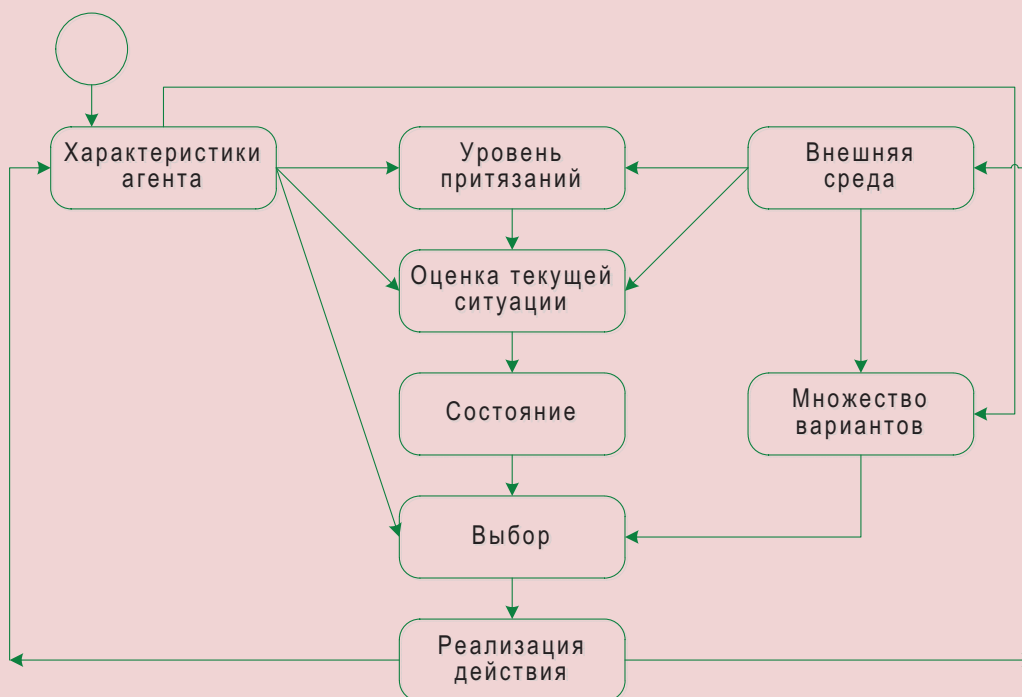 Характеристики
агента
Уровень
притязаний
Внешняя
среда
Оценка текущей
ситуации
Состояние
Множество
вариантов
Выбор
Реализация
действия